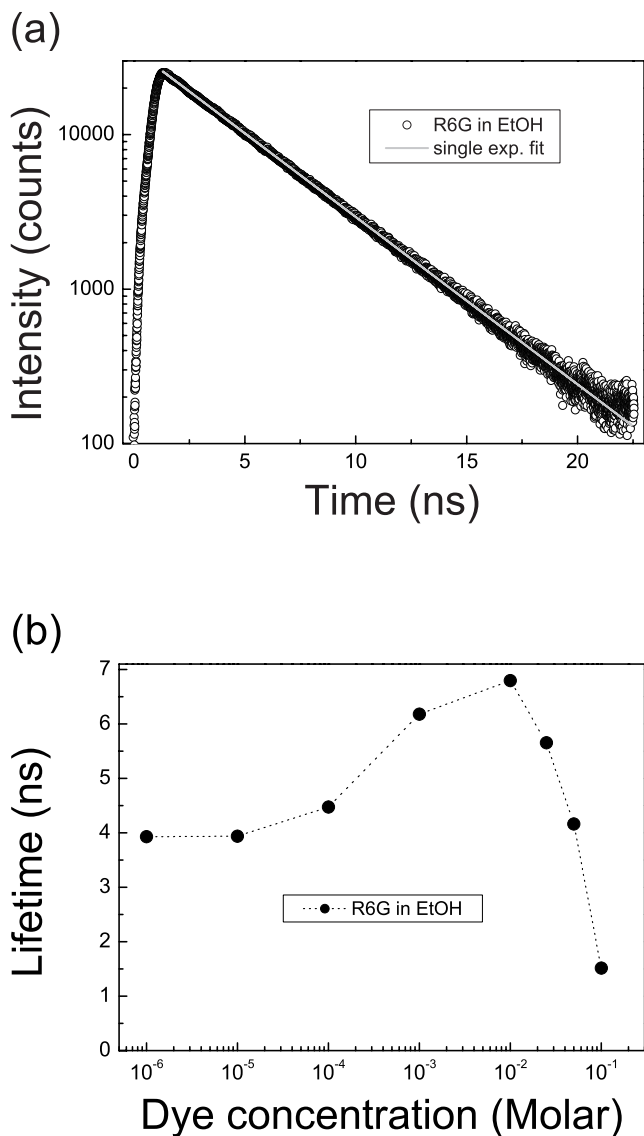 (a)
Intensity (counts)
10000
1000
100
R6G in EtOH
single exp. fit
0 5 10 15 20
Time (ns)
(b)
Lifetime (ns)
7
6
5
4
3
2
1
0
R6G in EtOH
10^-6 10^-5 10^-4 10^-3 10^-2 10^-1
Dye concentration (Molar)